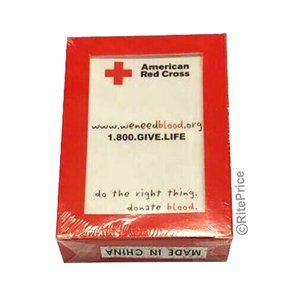 American
Red Cross
www.weneedblood.org
1.800.GIVE.LIFE
do the right thing.
donate blood.
MADE IN CHINA
©RitePrice